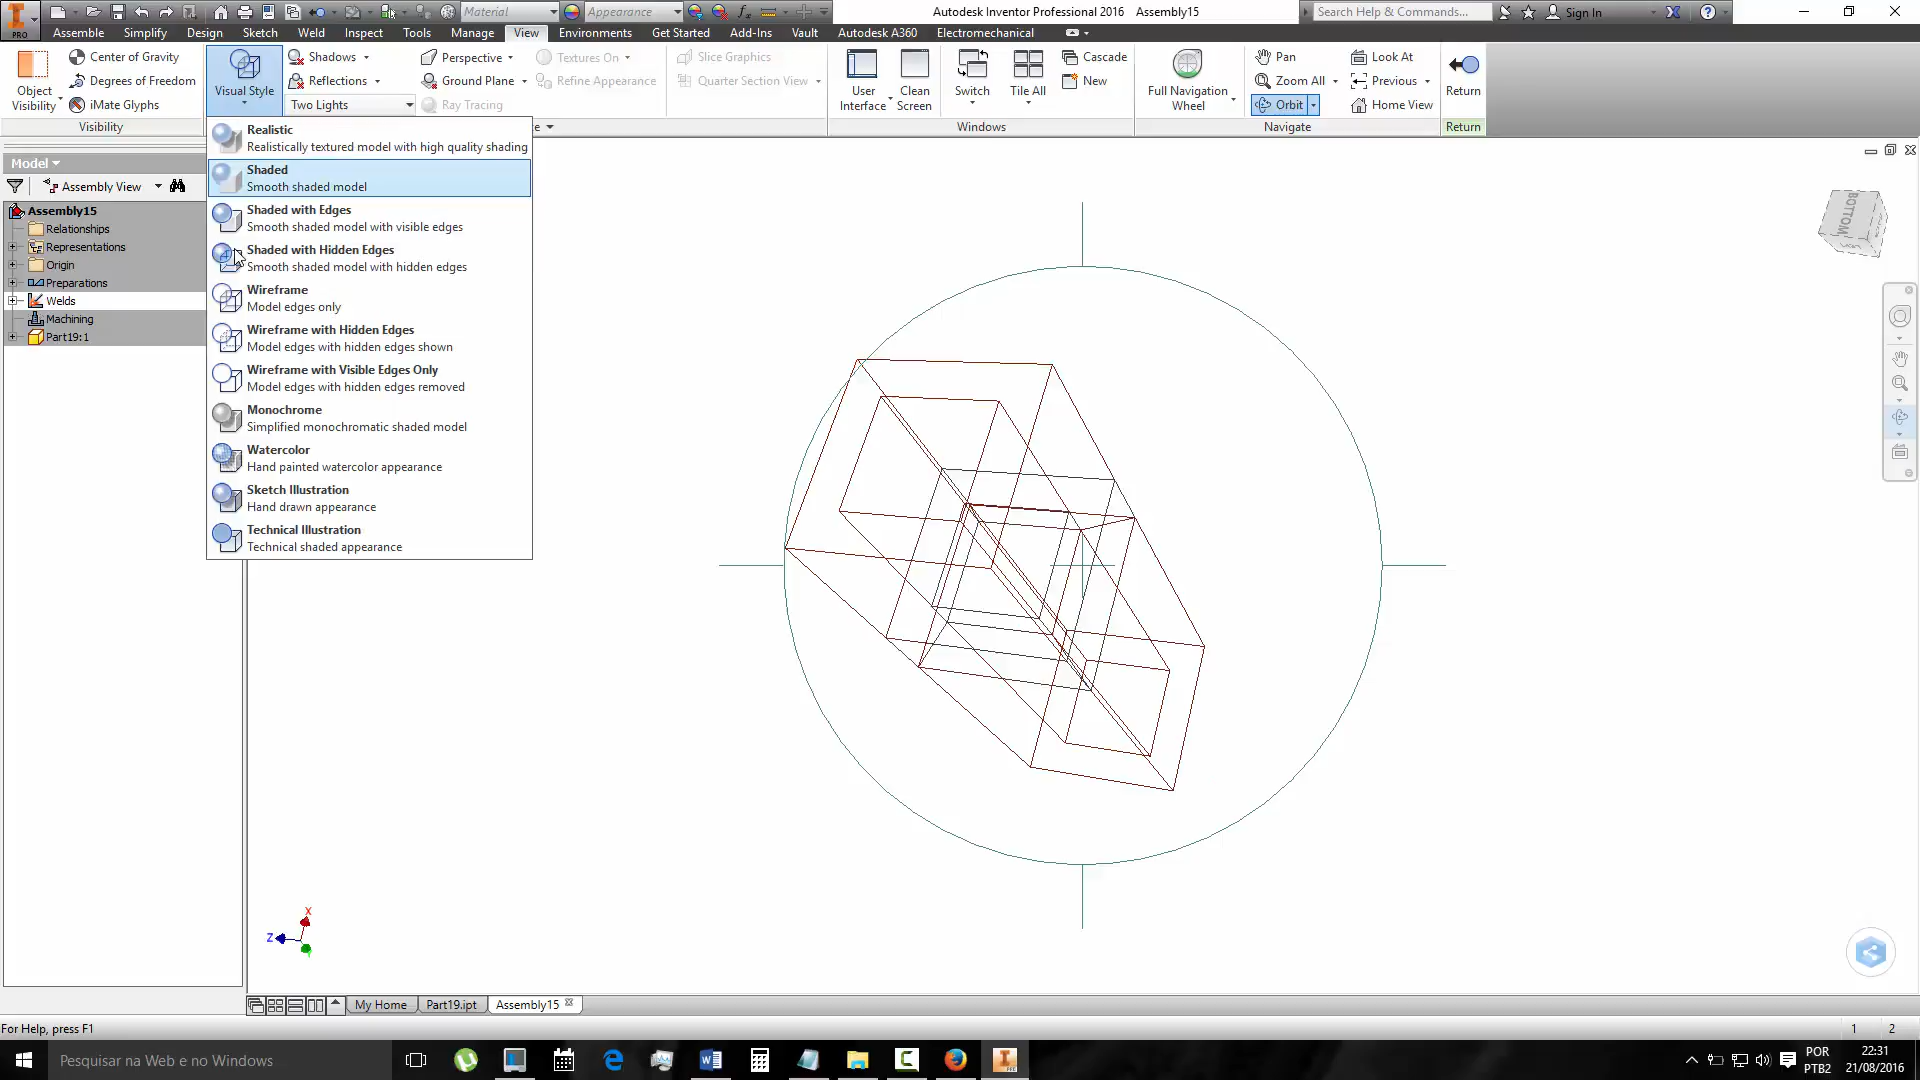 Material
Appearance
Autodesk Inventor Professional 2016 Assembly15
Search Help & Commands...
Sign In
PRO
Assemble
Simplify
Design
Sketch
Weld
Inspect
Tools
Manage
View
Environments
Get Started
Add-Ins
Vault
Autodesk A360
Electromechanical
Object Visibility
Center of Gravity
Degrees of Freedom
iMate Glyphs
Visibility
Visual Style
Shadows
Reflections
Two Lights
Perspective
Ground Plane
Ray Tracing
Textures On
Refine Appearance
Slice Graphics
Quarter Section View
User Interface
Clean Screen
Switch
Tile All
Cascade
New
Windows
Full Navigation Wheel
Pan
Zoom All
Orbit
Look At
Previous
Home View
Navigate
Return
Return
Realistic
Realistically textured model with high quality shading
Shaded
Smooth shaded model
Shaded with Edges
Smooth shaded model with visible edges
Shaded with Hidden Edges
Smooth shaded model with hidden edges
Wireframe
Model edges only
Wireframe with Hidden Edges
Model edges with hidden edges shown
Wireframe with Visible Edges Only
Model edges with hidden edges removed
Monochrome
Simplified monochromatic shaded model
Watercolor
Hand painted watercolor appearance
Sketch Illustration
Hand drawn appearance
Technical Illustration
Technical shaded appearance
Model
Assembly View
Assembly15
Relationships
Representations
Origin
Preparations
Welds
Machining
Part19:1
BOTTOM
X
Z
My Home
Part19.ipt
Assembly15
For Help, press F1
1 2
Pesquisar na Web e no Windows
POR
PTB2
22:31
21/08/2016